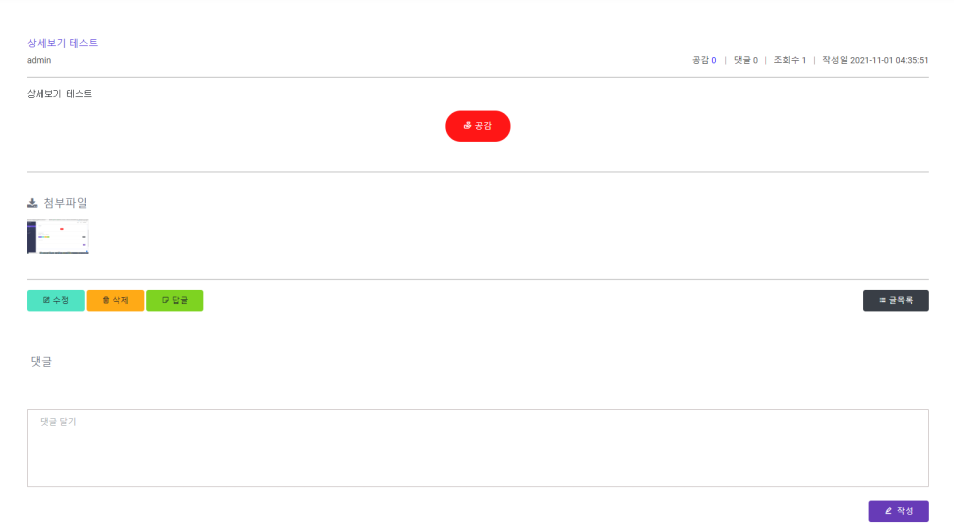 상세보기 테스트
admin
공감 0 | 댓글 0 | 조회수 1 | 작성일 2021-11-01 04:35:51
상세보기 테스트
공감
첨부파일
수정
삭제
답글
글목록
댓글
댓글 달기
작성